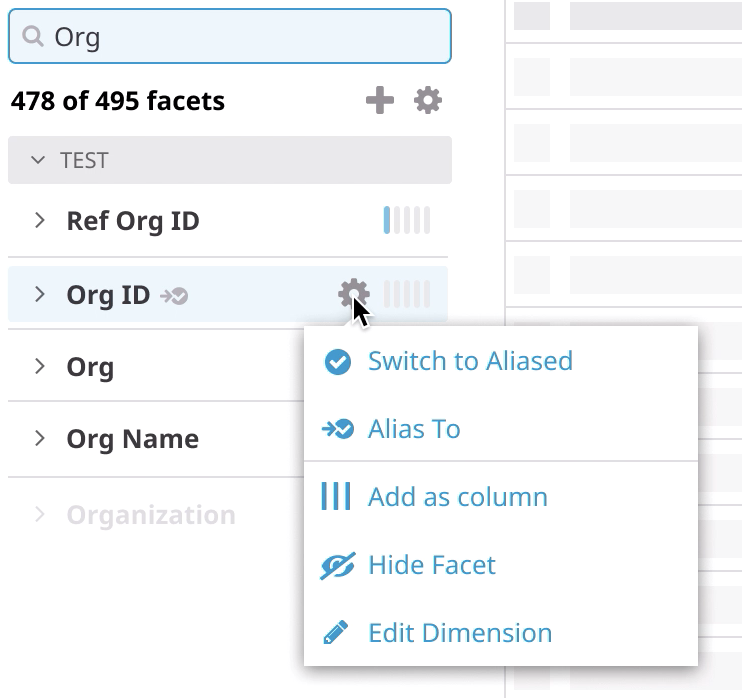 Org
478 of 495 facets
TEST
Ref Org ID
Org ID
Org
Org Name
Organization
Switch to Aliased
Alias To
Add as column
Hide Facet
Edit Dimension